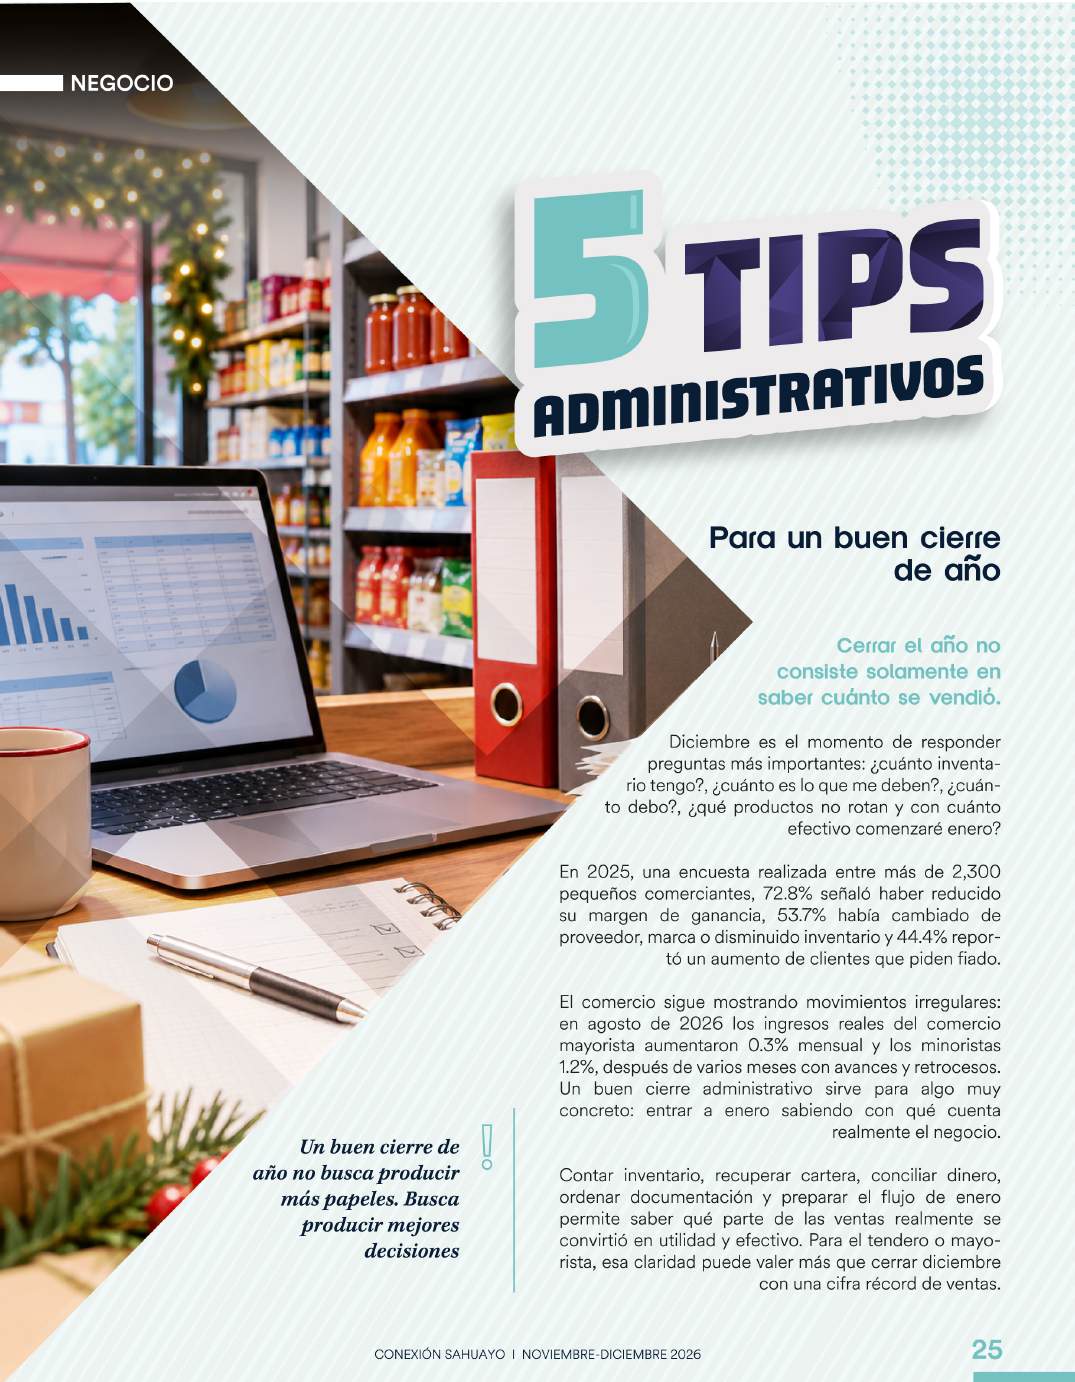 NEGOCIO
5 TIPS
ADMINISTRATIVOS
Para un buen cierre
de año
Cerrar el año no
consiste solamente en
saber cuánto se vendió.
Diciembre es el momento de responder
preguntas más importantes: ¿cuánto inventa-
rio tengo?, ¿cuánto es lo que me deben?, ¿cuán-
to debo?, ¿qué productos no rotan y con cuánto
efectivo comenzaré enero?
En 2025, una encuesta realizada entre más de 2,300
pequeños comerciantes, 72.8% señaló haber reducido
su margen de ganancia, 53.7% había cambiado de
proveedor, marca o disminuido inventario y 44.4% repor-
tó un aumento de clientes que piden fiado.
El comercio sigue mostrando movimientos irregulares:
en agosto de 2026 los ingresos reales del comercio
mayorista aumentaron 0.3% mensual y los minoristas
1.2%, después de varios meses con avances y retrocesos.
Un buen cierre administrativo sirve para algo muy
concreto: entrar a enero sabiendo con qué cuenta
realmente el negocio.
Contar inventario, recuperar cartera, conciliar dinero,
ordenar documentación y preparar el flujo de enero
permite saber qué parte de las ventas realmente se
convirtió en utilidad y efectivo. Para el tendero o mayo-
rista, esa claridad puede valer más que cerrar diciembre
con una cifra récord de ventas.
Un buen cierre de
año no busca producir
más papeles. Busca
producir mejores
decisiones
!
CONEXIÓN SAHUAYO | NOVIEMBRE-DICIEMBRE 2026
25